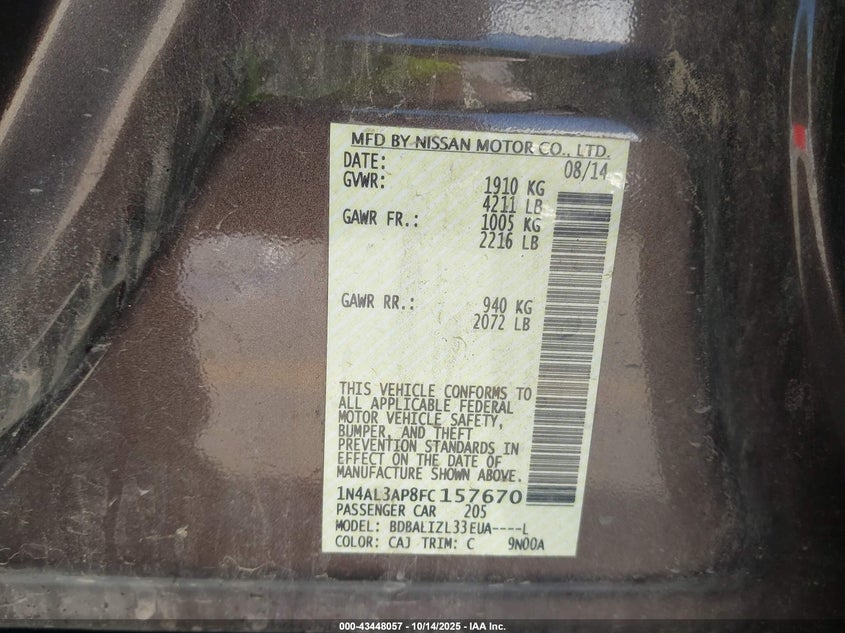 MFD BY NISSAN MOTOR CO., LTD.
DATE: 08/14
GVWR: 1910 KG
4211 LB
GAWR FR.: 1005 KG
2216 LB
GAWR RR.: 940 KG
2072 LB
THIS VEHICLE CONFORMS TO
ALL APPLICABLE FEDERAL
MOTOR VEHICLE SAFETY,
BUMPER, AND THEFT
PREVENTION STANDARDS IN
EFFECT ON THE DATE OF
MANUFACTURE SHOWN ABOVE.
1N4AL3AP8FC157670
PASSENGER CAR 205
MODEL: BDBALIZL33EUA----L
COLOR: CAJ TRIM: C 9N00A
000-43448057 - 10/14/2025 - IAA Inc.